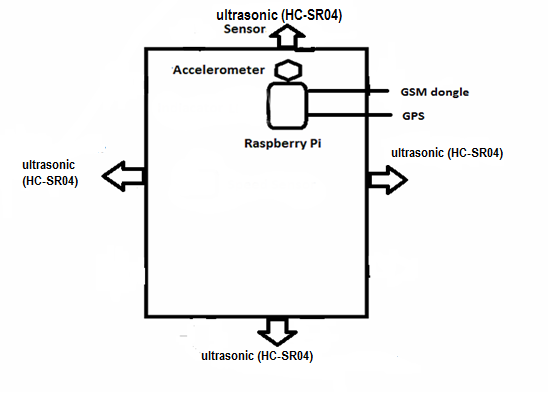 ultrasonic (HC-SR04)
Sensor
Accelerometer
GSM dongle
GPS
Raspberry Pi
ultrasonic (HC-SR04)
ultrasonic
(HC-SR04)
ultrasonic (HC-SR04)